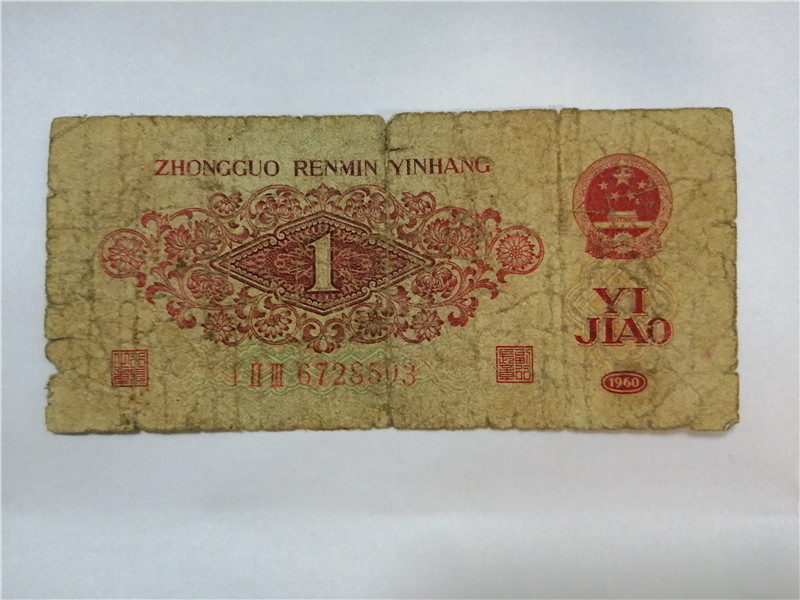 ZHONGGUO RENMIN YINHANG
1
YI
JIAO
I II III 6728503
1960